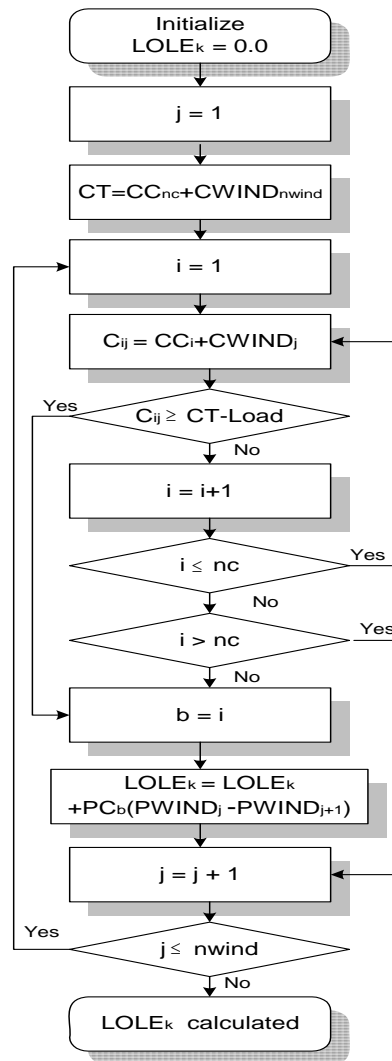 Initialize
LOLEk = 0.0
j = 1
CT=CCnc+CWINDnwind
i = 1
Cij = CCi+CWINDj
Yes
Cij ≥ CT-Load
No
i = i+1
i ≤ nc
Yes
No
i > nc
Yes
No
b = i
LOLEk = LOLEk
+PCb(PWINDj -PWINDj+1)
j = j + 1
Yes
j ≤ nwind
No
LOLEk calculated